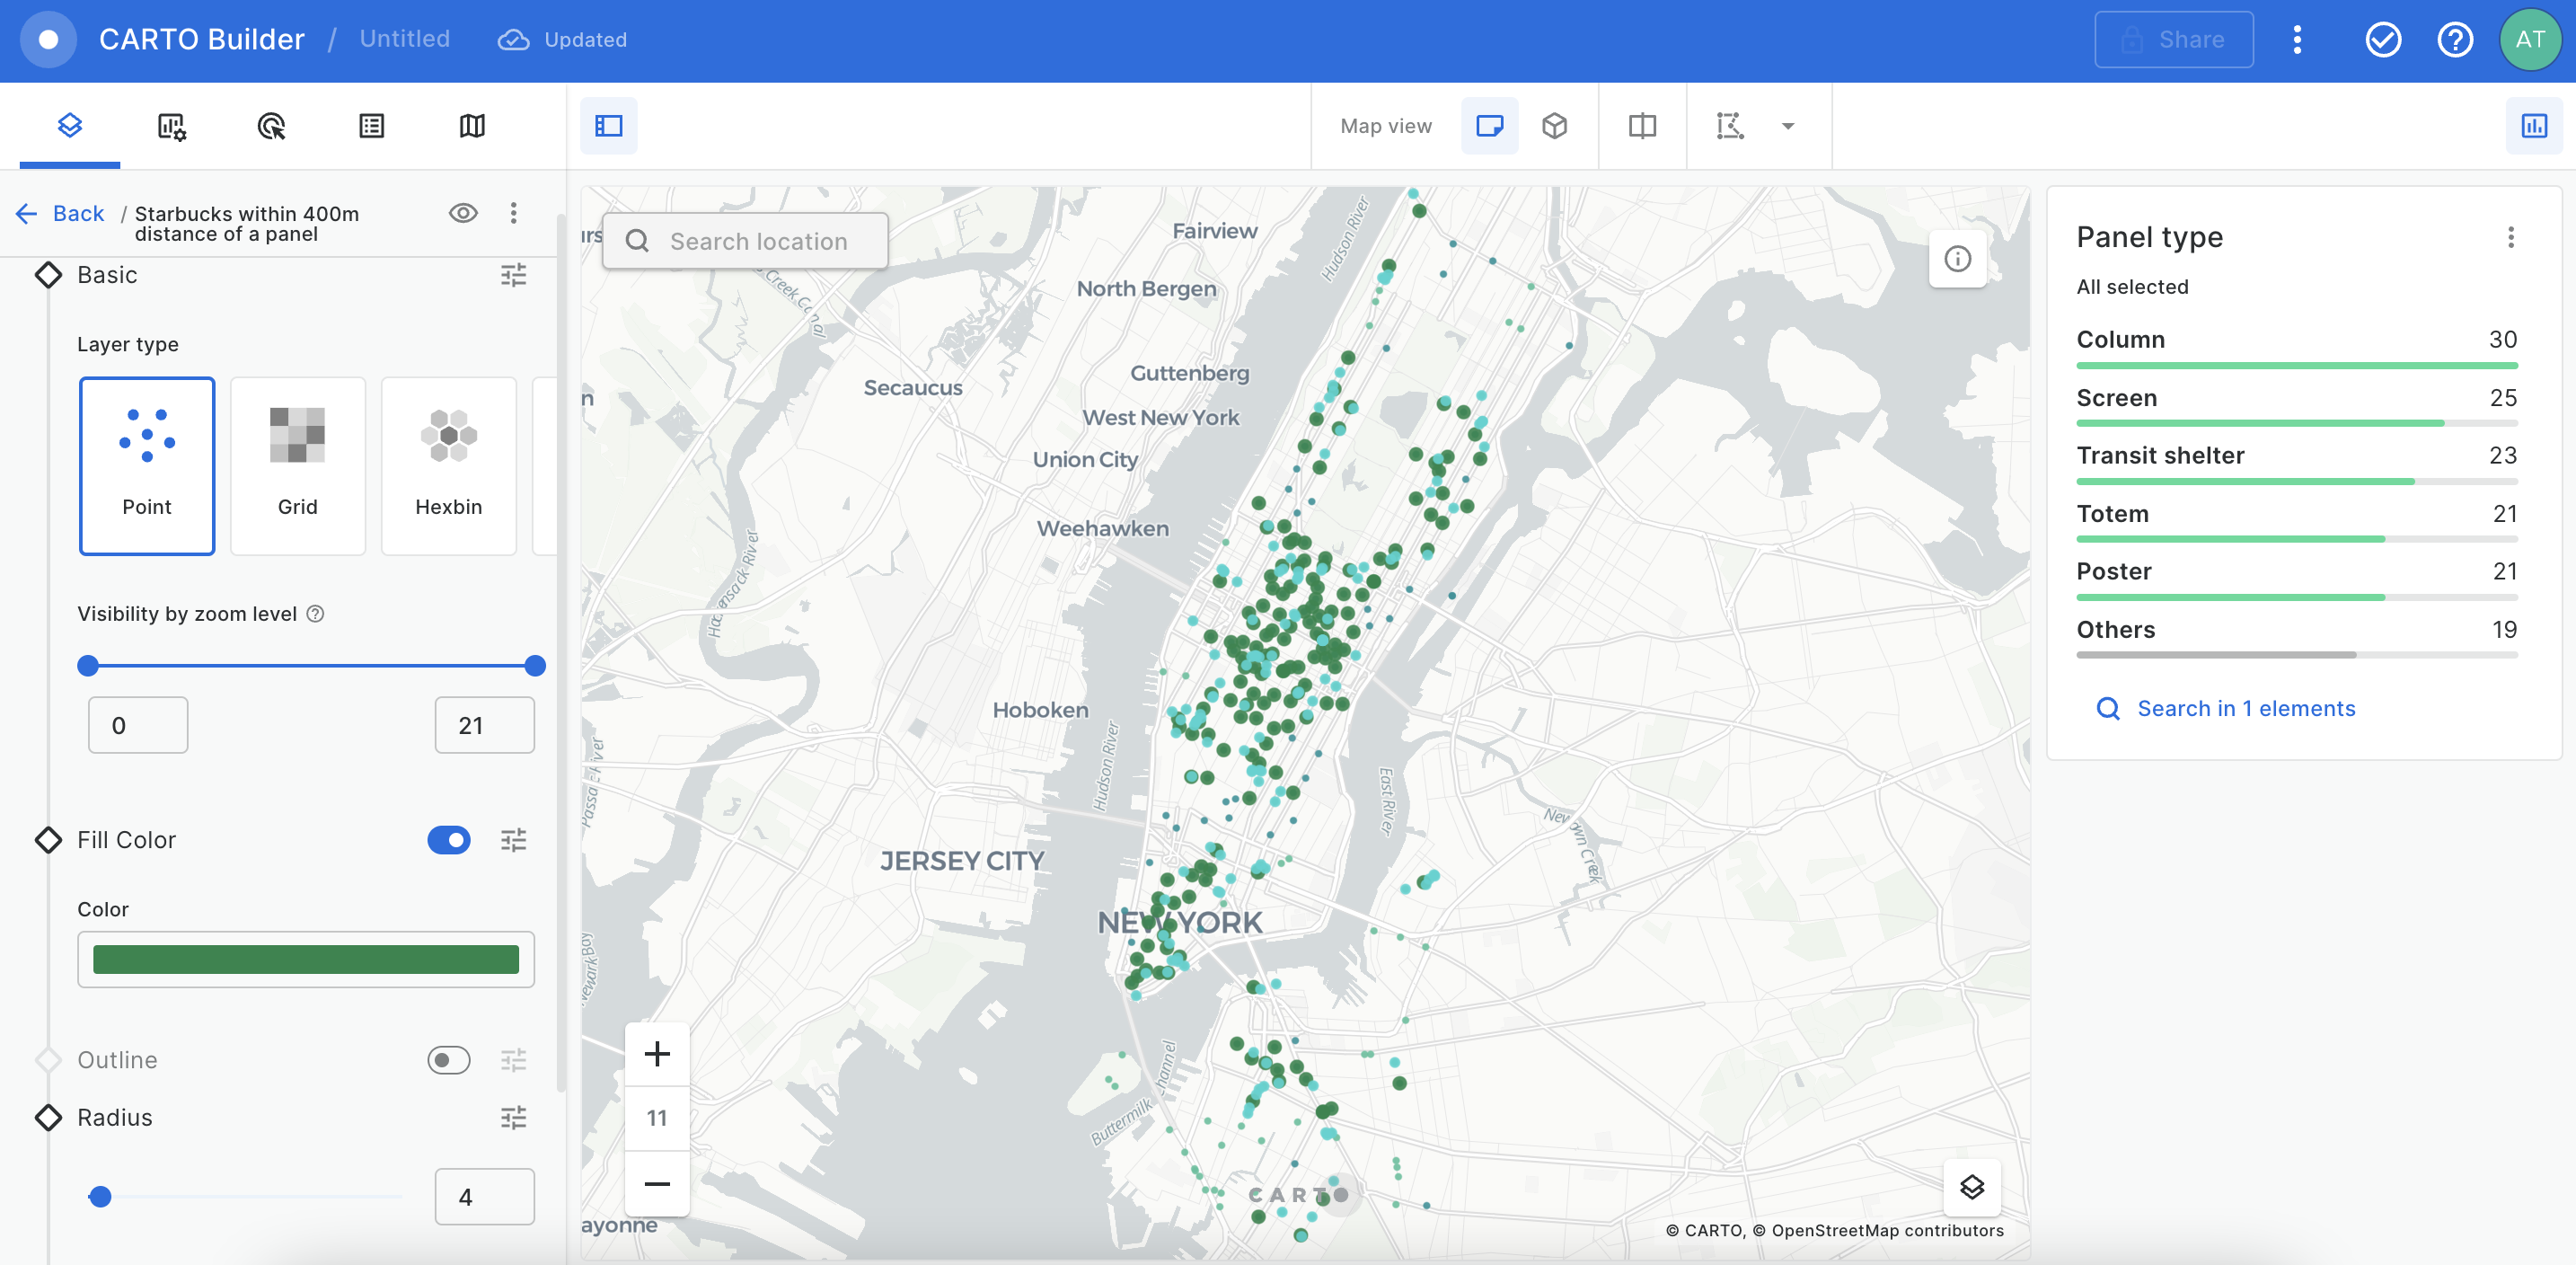 CARTO Builder / Untitled Updated Share AT
Map view
Back / Starbucks within 400m
distance of a panel
Basic
Layer type
Point Grid Hexbin
Visibility by zoom level
0 21
Fill Color
Color
Outline
Radius
4
Search location
Fairview
Hudson River
Creek Canal
North Bergen
Guttenberg
Secaucus
West New York
Union City
Weehawken
Hackensack River
Hoboken
Hudson River
East River
Newtown Creek
JERSEY CITY
NEW YORK
Buttermilk Channel
ayonne
+
11
−
CARTO
© CARTO, © OpenStreetMap contributors
Panel type
All selected
Column 30
Screen 25
Transit shelter 23
Totem 21
Poster 21
Others 19
Search in 1 elements